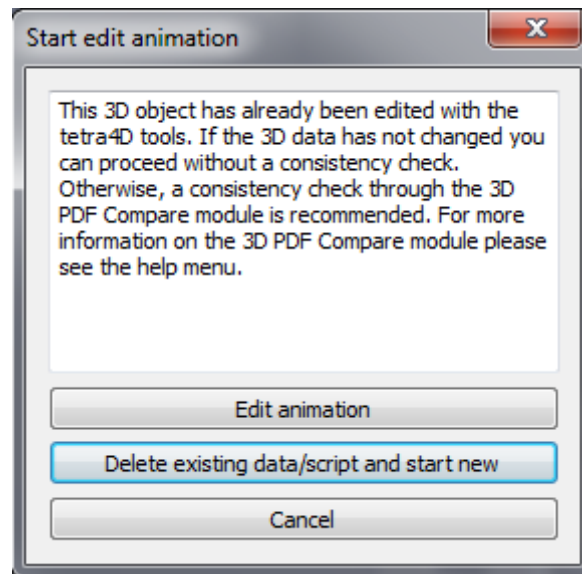 Start edit animation
This 3D object has already been edited with the
tetra4D tools. If the 3D data has not changed you
can proceed without a consistency check.
Otherwise, a consistency check through the 3D
PDF Compare module is recommended. For more
information on the 3D PDF Compare module please
see the help menu.
Edit animation
Delete existing data/script and start new
Cancel